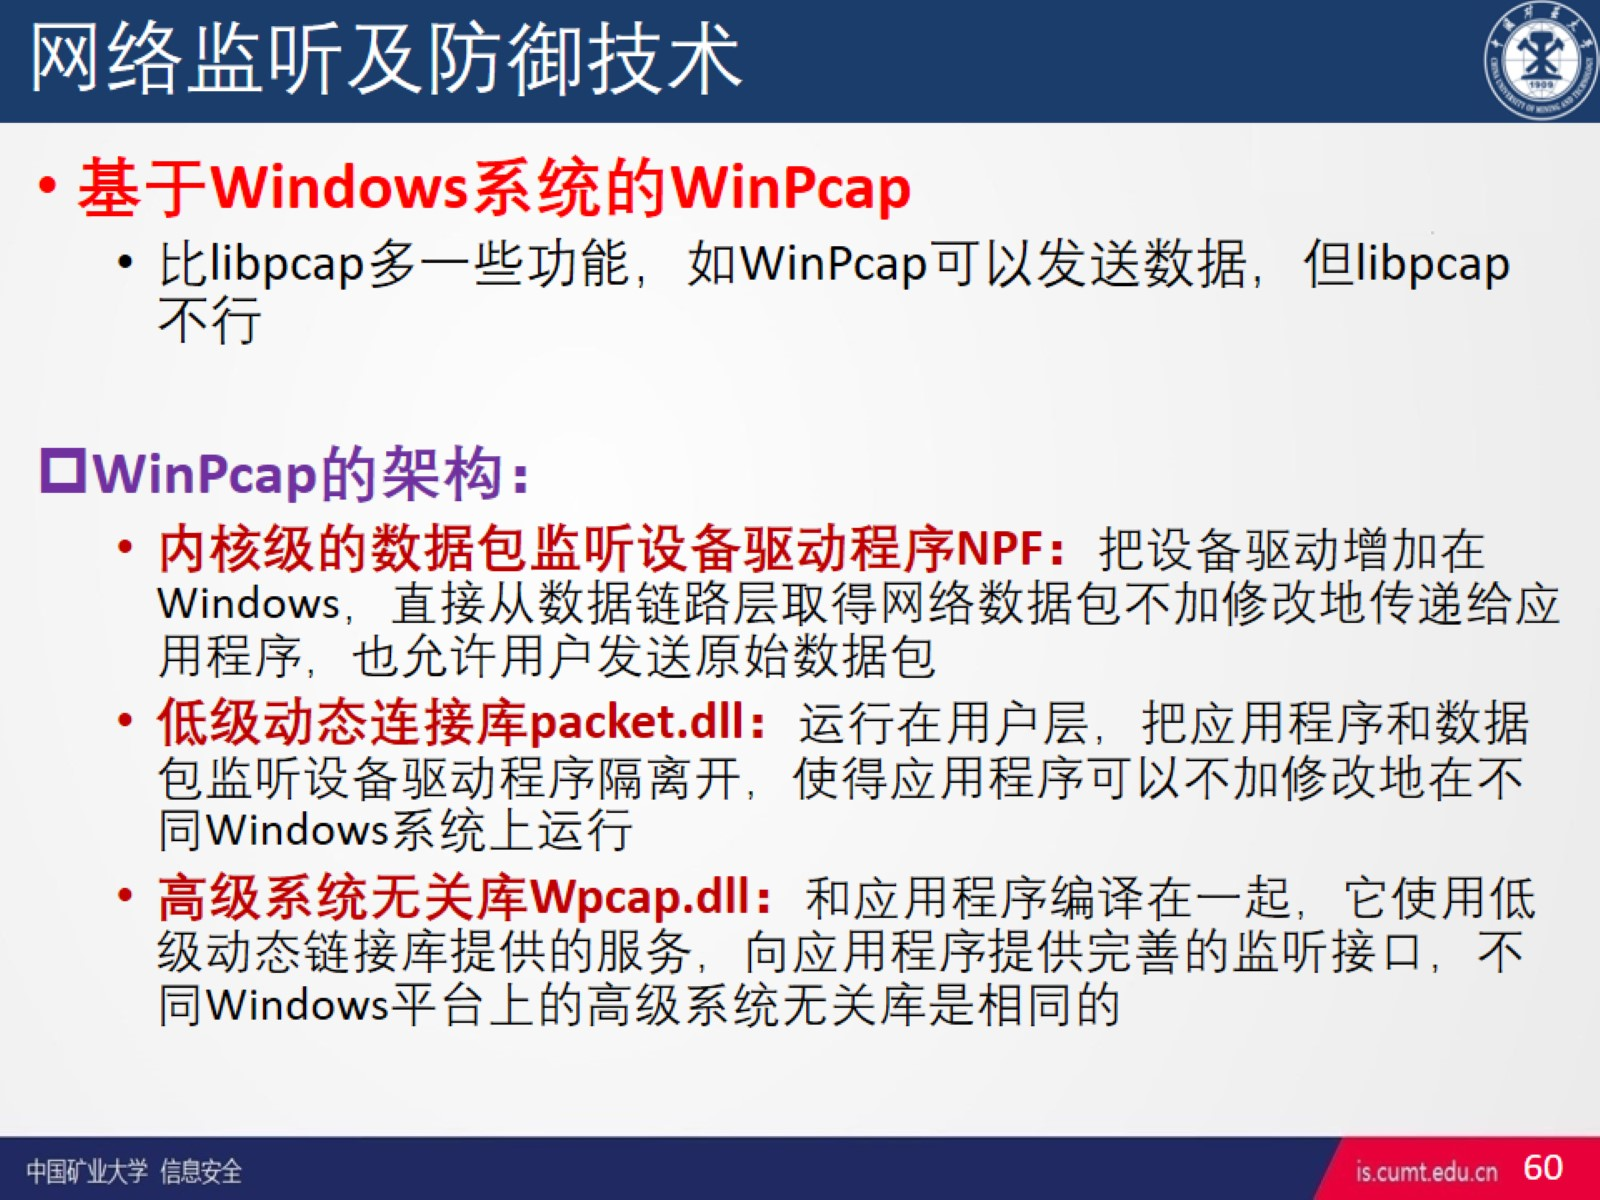 网络监听及防御技术
• 基于Windows系统的WinPcap
• 比libpcap多一些功能，如WinPcap可以发送数据，但libpcap
不行
WinPcap的架构：
• 内核级的数据包监听设备驱动程序NPF：把设备驱动增加在
Windows，直接从数据链路层取得网络数据包不加修改地传递给应
用程序，也允许用户发送原始数据包
• 低级动态连接库packet.dll：运行在用户层，把应用程序和数据
包监听设备驱动程序隔离开，使得应用程序可以不加修改地在不
同Windows系统上运行
• 高级系统无关库Wpcap.dll：和应用程序编译在一起，它使用低
级动态链接库提供的服务，向应用程序提供完善的监听接口，不
同Windows平台上的高级系统无关库是相同的
中国矿业大学 信息安全
is.cumt.edu.cn 60
CHINA UNIVERSITY OF MINING AND TECHNOLOGY
1909